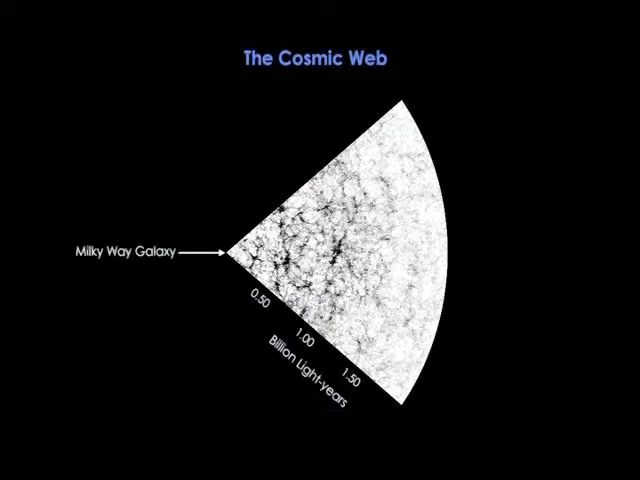 The Cosmic Web
Milky Way Galaxy
0.50
1.00
1.50
Billion Light-years